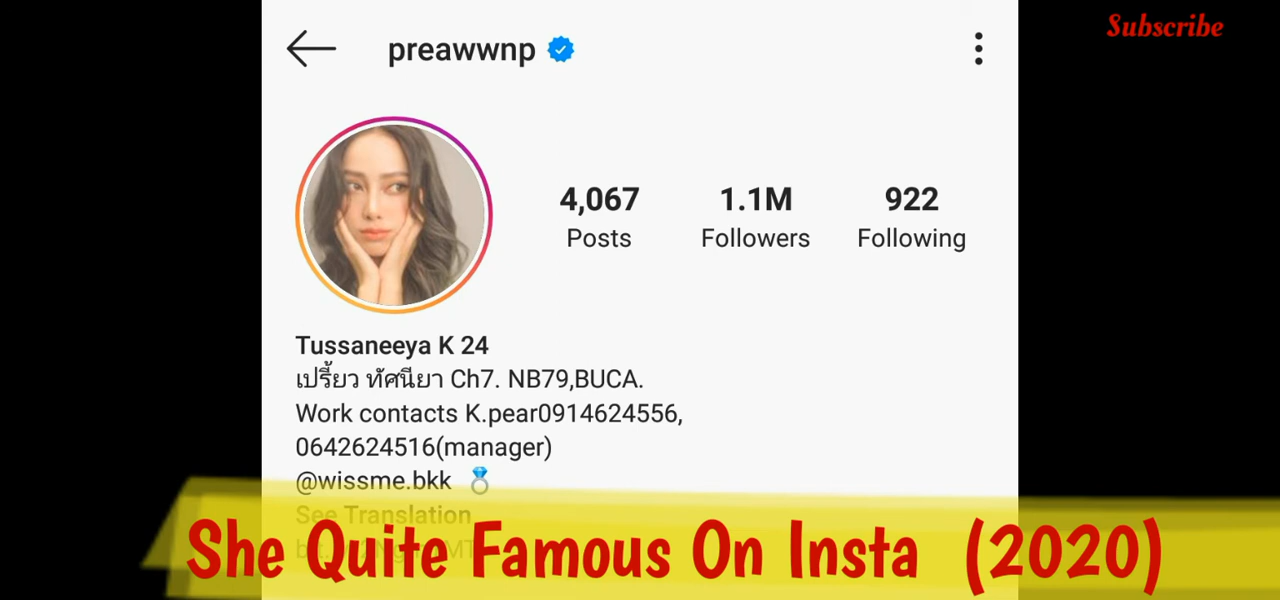 Subscribe
preawwnp
4,067 1.1M 922
Posts Followers Following
Tussaneeya K 24
เปรี้ยว ทัศนียา Ch7. NB79,BUCA.
Work contacts K.pear0914624556,
0642624516(manager)
@wissme.bkk
See Translation
She Quite Famous On Insta (2020)